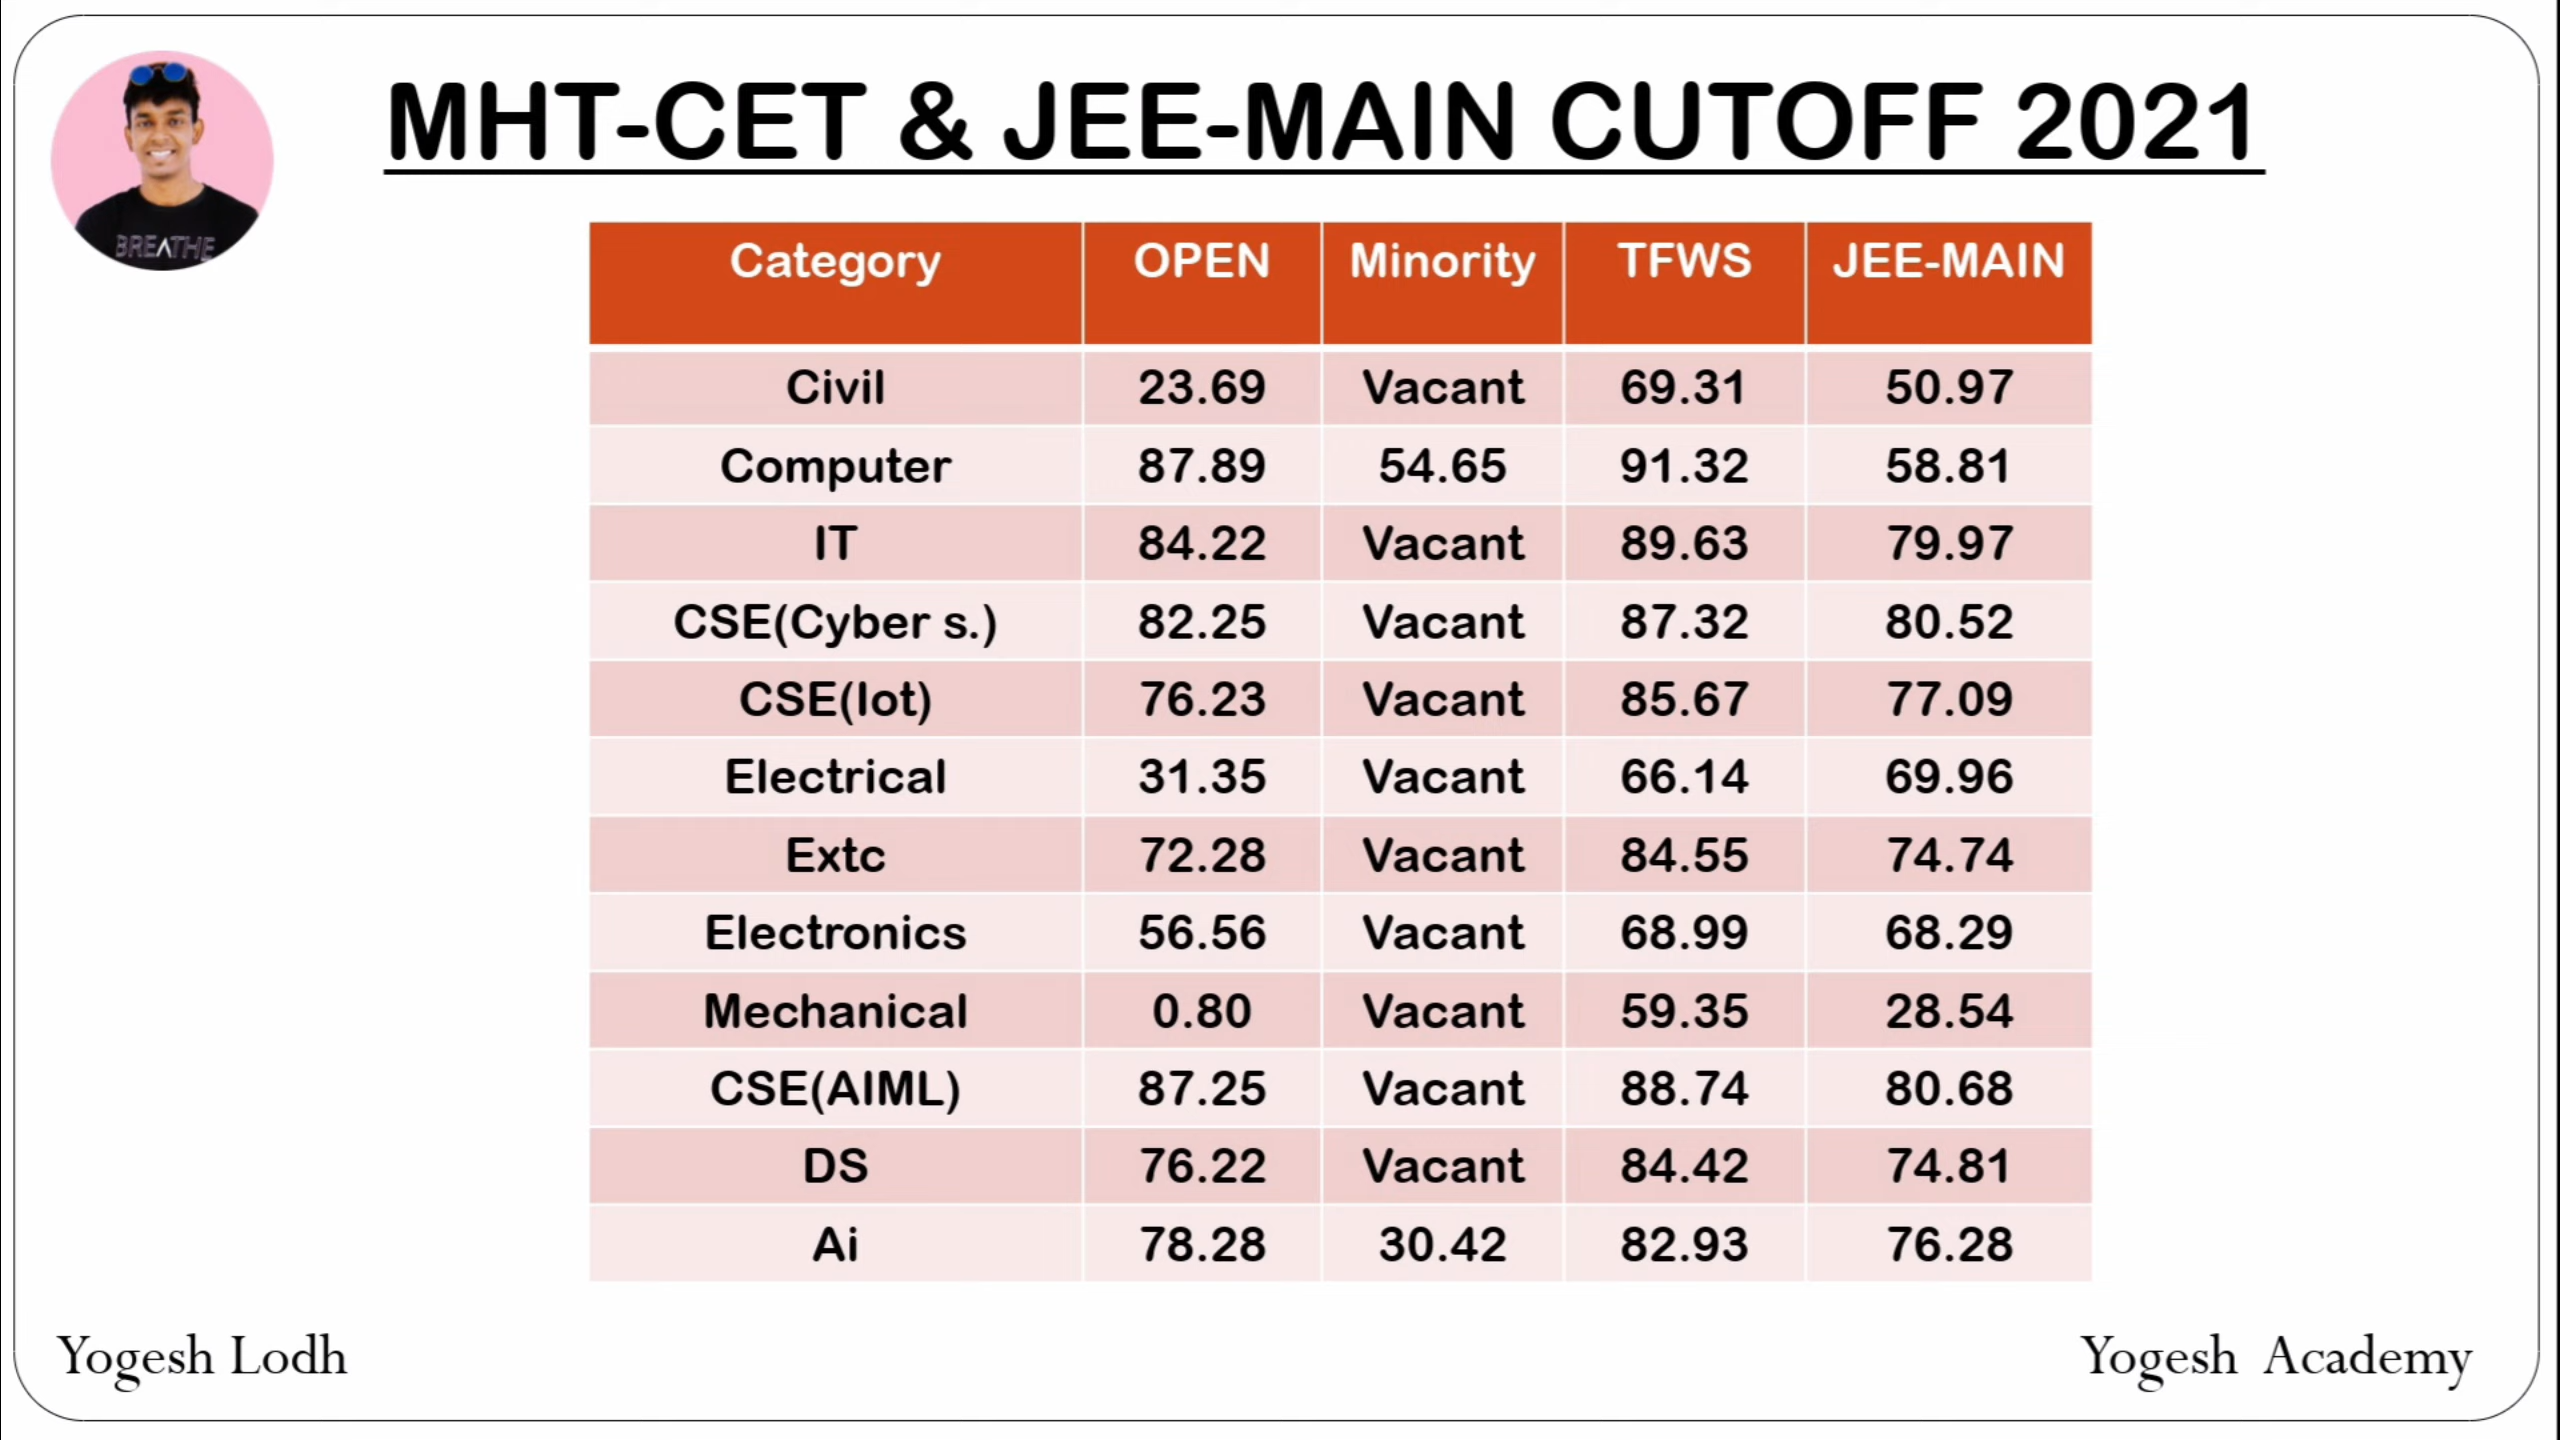 MHT-CET & JEE-MAIN CUTOFF 2021
BREATHE
Category OPEN Minority TFWS JEE-MAIN
Civil 23.69 Vacant 69.31 50.97
Computer 87.89 54.65 91.32 58.81
IT 84.22 Vacant 89.63 79.97
CSE(Cyber s.) 82.25 Vacant 87.32 80.52
CSE(Iot) 76.23 Vacant 85.67 77.09
Electrical 31.35 Vacant 66.14 69.96
Extc 72.28 Vacant 84.55 74.74
Electronics 56.56 Vacant 68.99 68.29
Mechanical 0.80 Vacant 59.35 28.54
CSE(AIML) 87.25 Vacant 88.74 80.68
DS 76.22 Vacant 84.42 74.81
Ai 78.28 30.42 82.93 76.28
Yogesh Lodh
Yogesh Academy